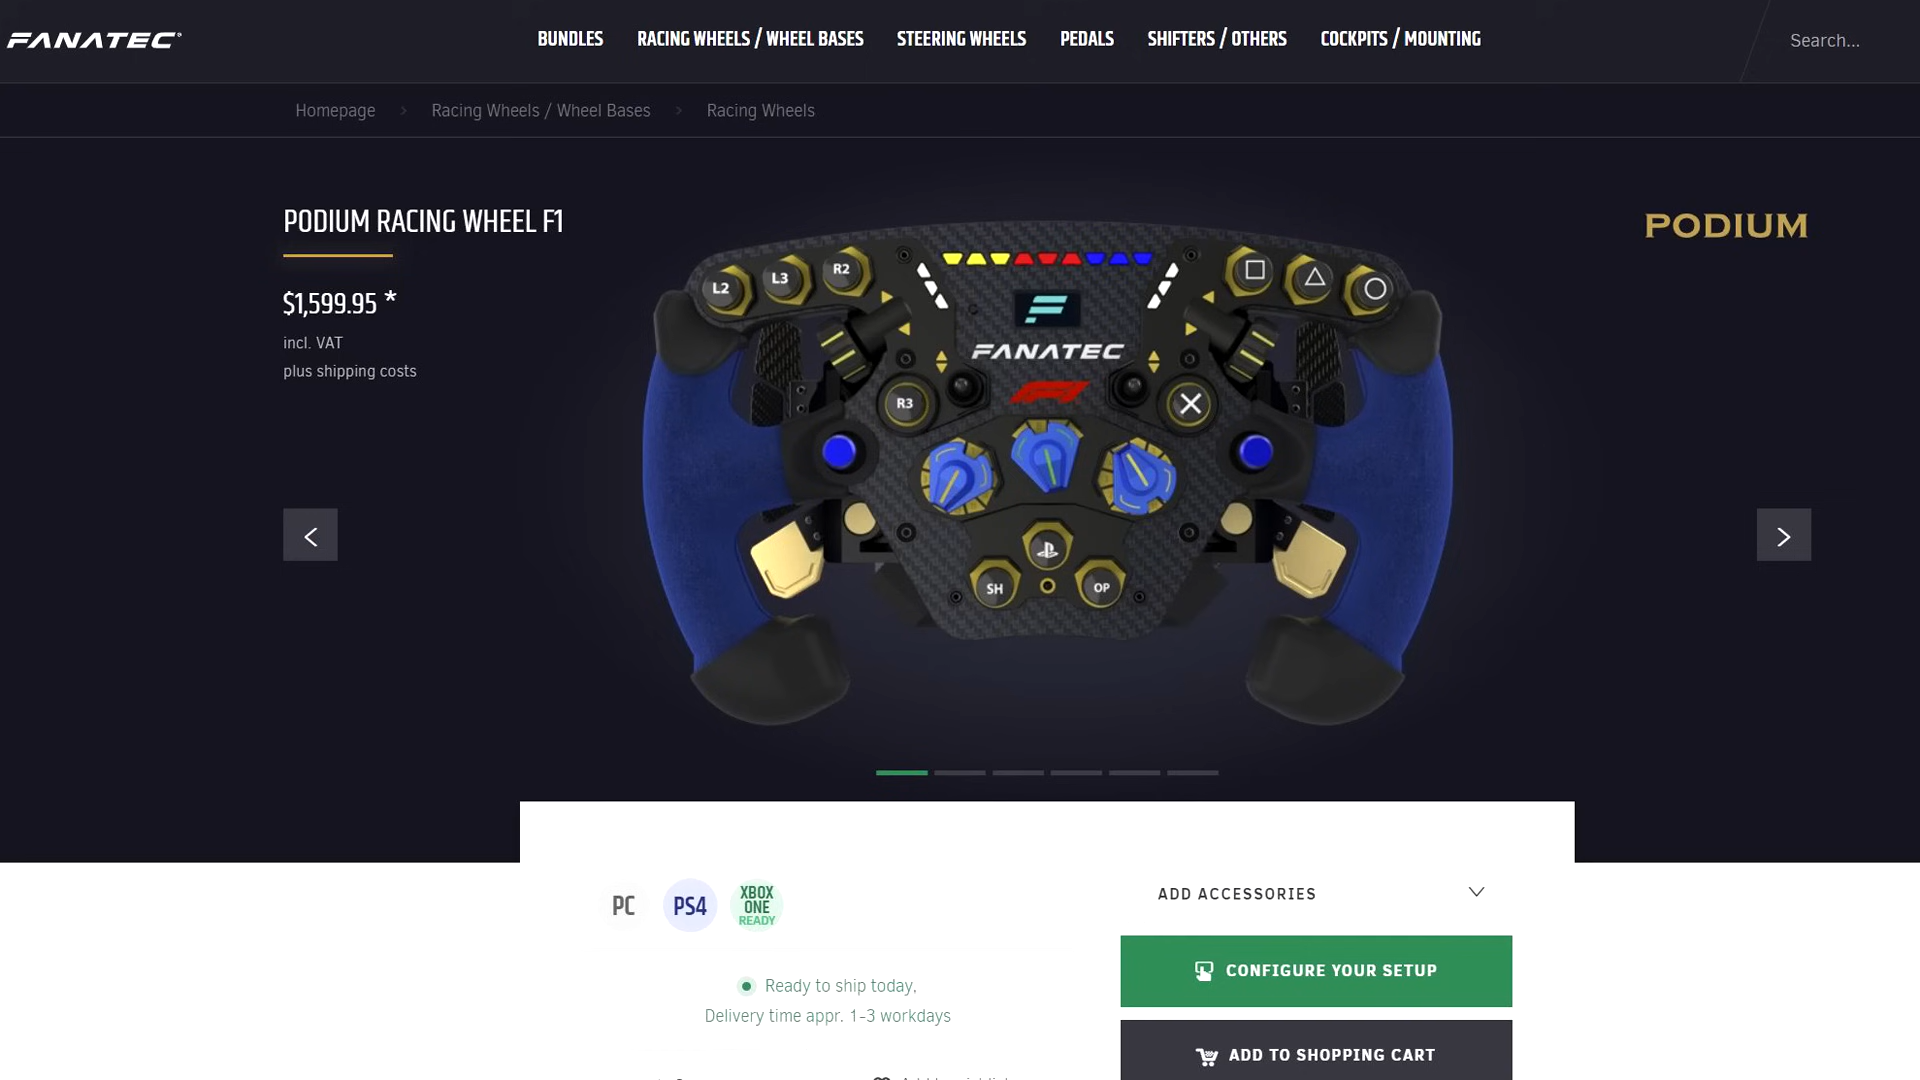 FANATEC
BUNDLES
RACING WHEELS / WHEEL BASES
STEERING WHEELS
PEDALS
SHIFTERS / OTHERS
COCKPITS / MOUNTING
Search...
Homepage > Racing Wheels / Wheel Bases > Racing Wheels
PODIUM RACING WHEEL F1
$1,599.95 *
incl. VAT
plus shipping costs
PODIUM
L2
L3
R2
FANATEC
F1
R3
SH
OP
PC
PS4
XBOX
ONE
READY
Ready to ship today,
Delivery time appr. 1-3 workdays
ADD ACCESSORIES
CONFIGURE YOUR SETUP
ADD TO SHOPPING CART